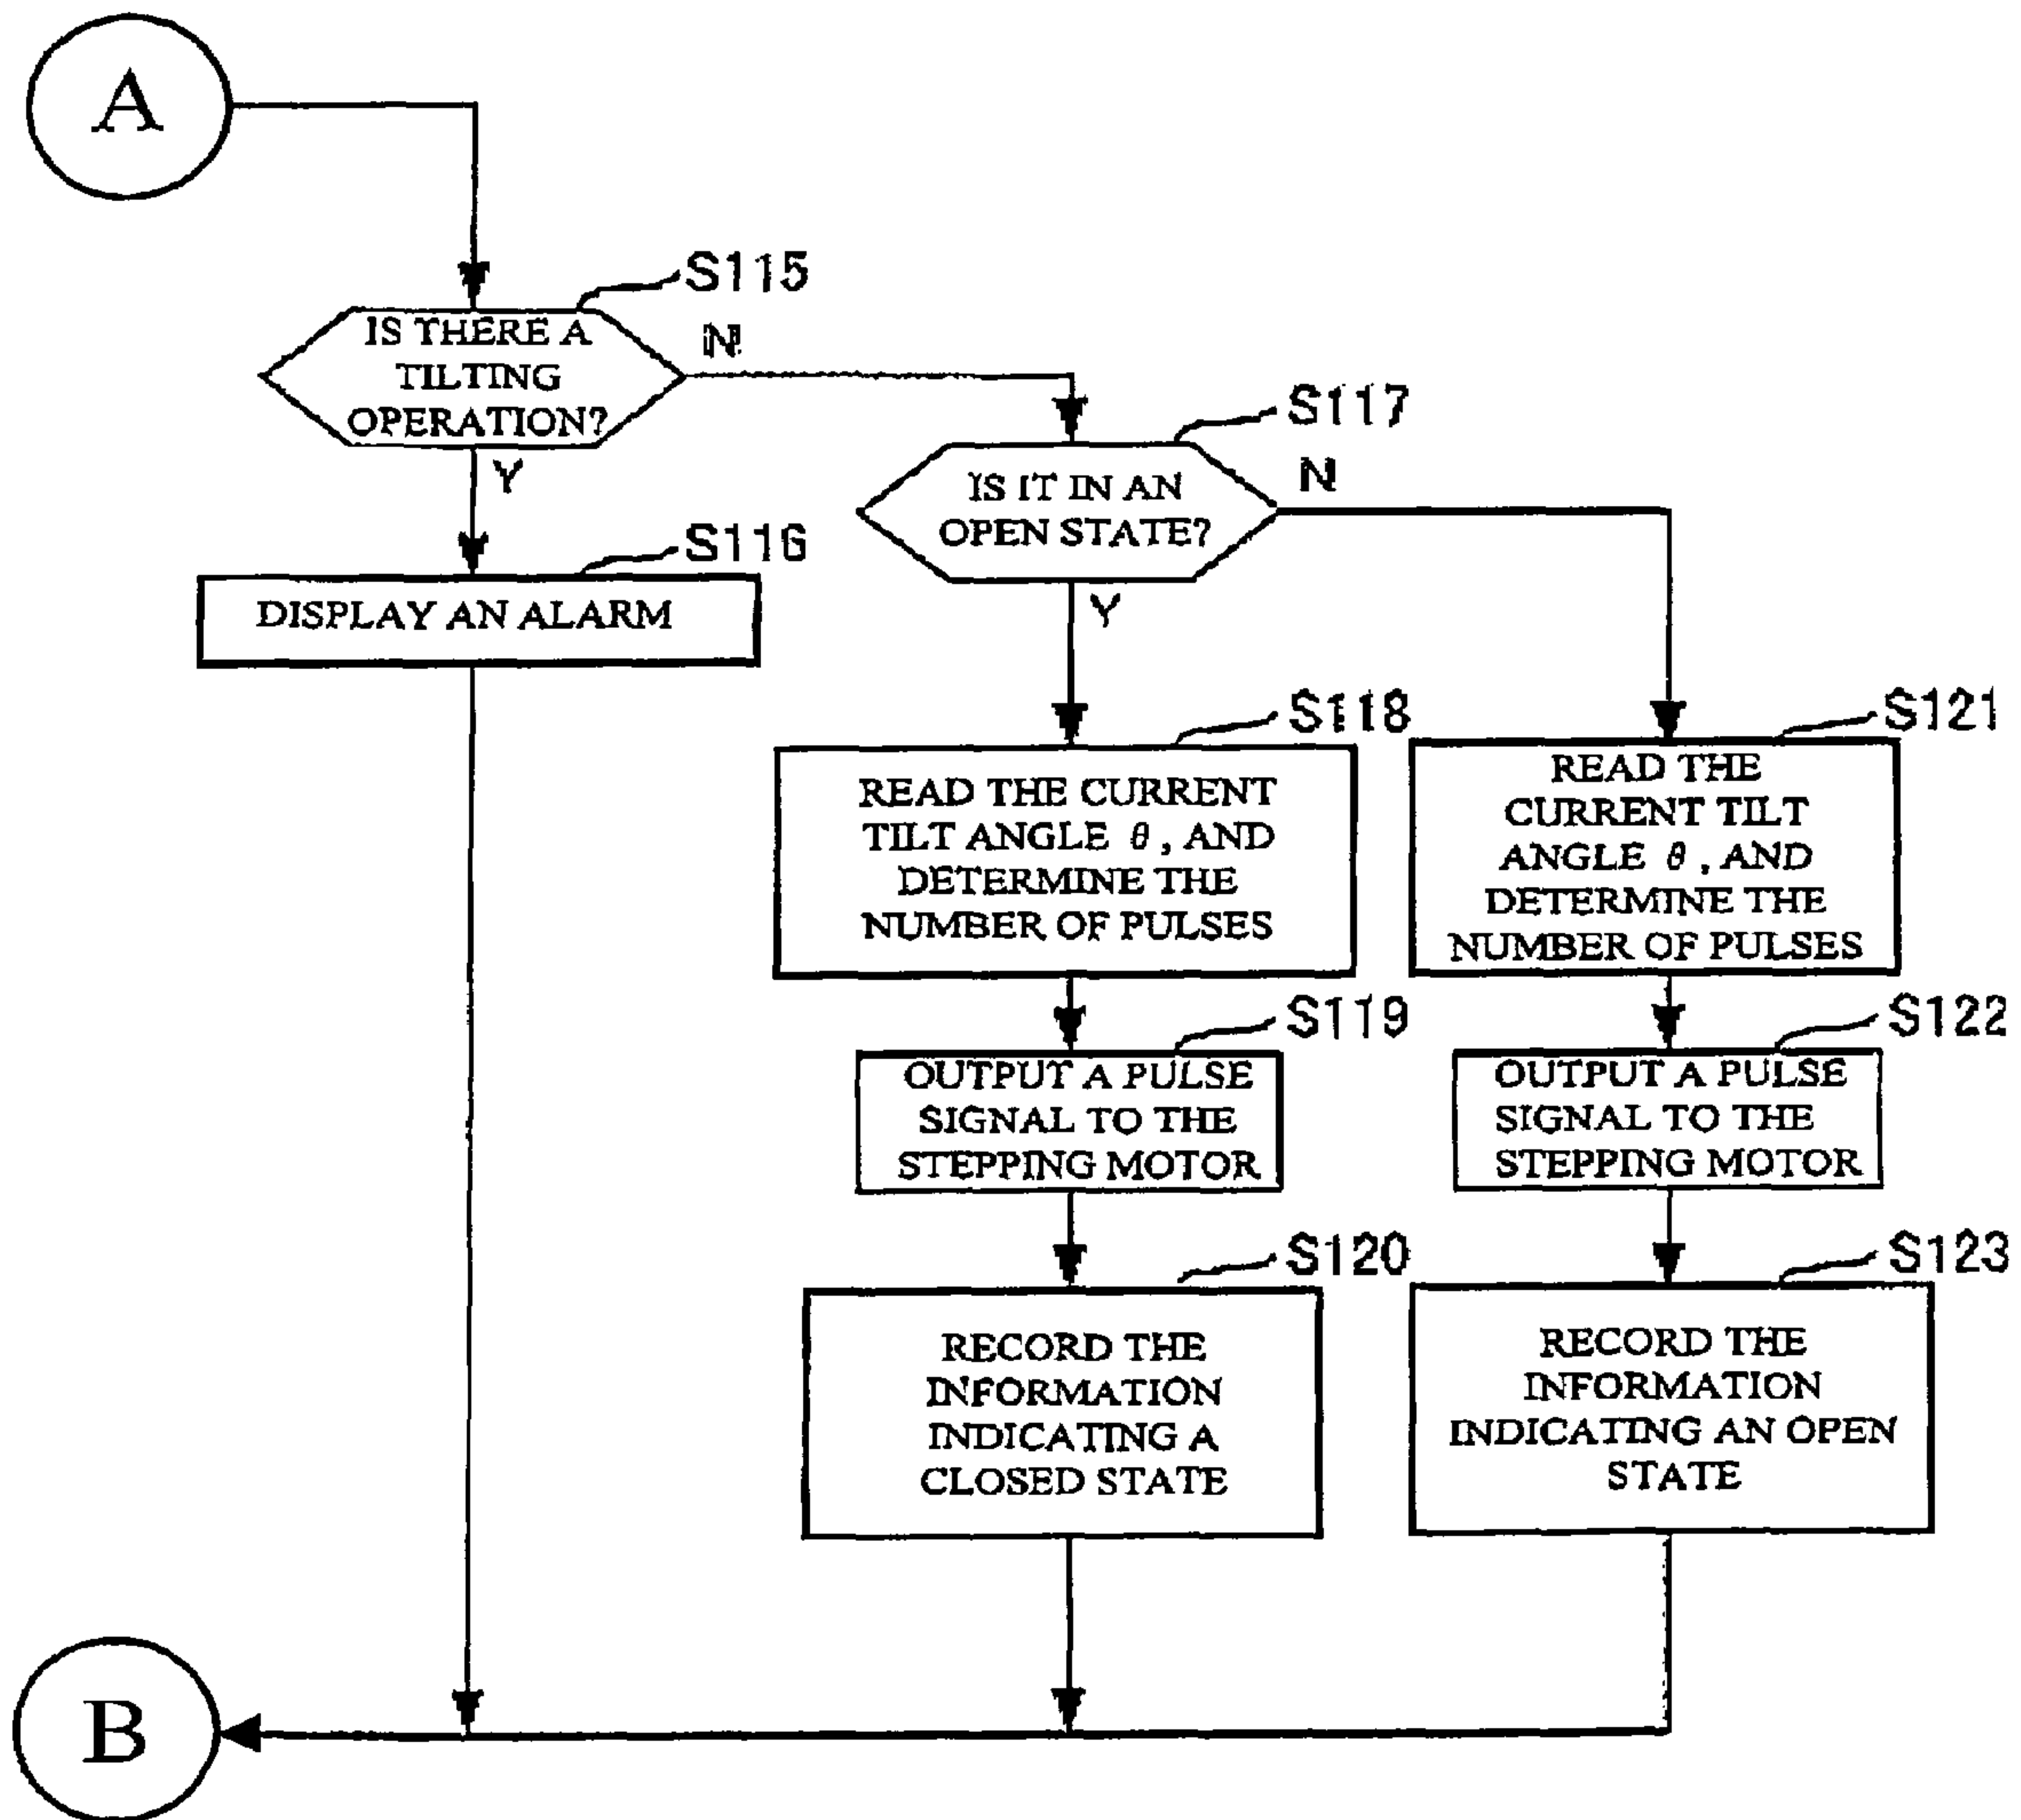 A
S115
IS THERE A
TILTING
OPERATION?
N
Y
S116
DISPLAY AN ALARM
S117
IS IT IN AN
OPEN STATE?
N
Y
S118
READ THE CURRENT
TILT ANGLE θ, AND
DETERMINE THE
NUMBER OF PULSES
S119
OUTPUT A PULSE
SIGNAL TO THE
STEPPING MOTOR
S120
RECORD THE
INFORMATION
INDICATING A
CLOSED STATE
S121
READ THE
CURRENT TILT
ANGLE θ, AND
DETERMINE THE
NUMBER OF PULSES
S122
OUTPUT A PULSE
SIGNAL TO THE
STEPPING MOTOR
S123
RECORD THE
INFORMATION
INDICATING AN OPEN
STATE
B